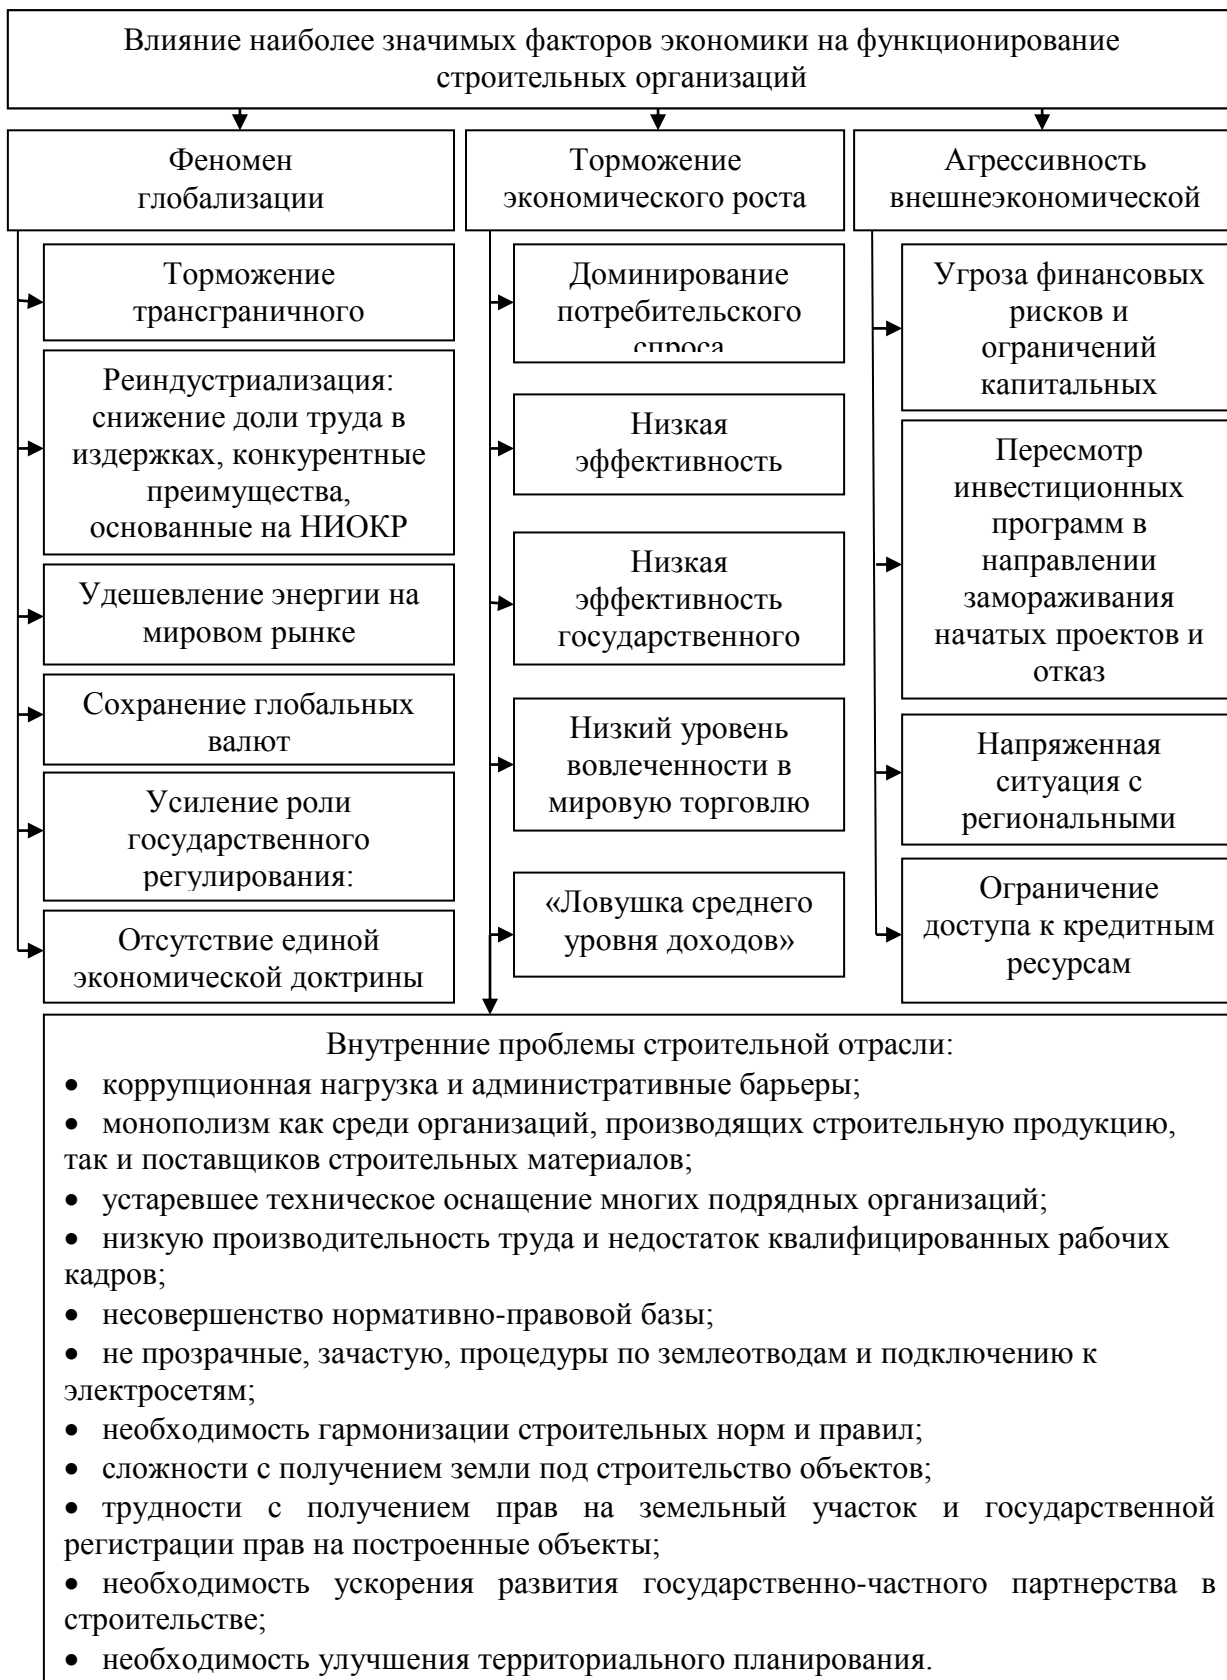 Влияние наиболее значимых факторов экономики на функционирование
строительных организаций
Феномен
глобализации
Торможение
трансграничного
Реиндустриализация:
снижение доли труда в
издержках, конкурентные
преимущества,
основанные на НИОКР
Удешевление энергии на
мировом рынке
Сохранение глобальных
валют
Усиление роли
государственного
регулирования:
Отсутствие единой
экономической доктрины
Торможение
экономического роста
Доминирование
потребительского
спроса
Низкая
эффективность
Низкая
эффективность
государственного
Низкий уровень
вовлеченности в
мировую торговлю
«Ловушка среднего
уровня доходов»
Агрессивность
внешнеэкономической
Угроза финансовых
рисков и
ограничений
капитальных
Пересмотр
инвестиционных
программ в
направлении
замораживания
начатых проектов и
отказ
Напряженная
ситуация с
региональными
Ограничение
доступа к кредитным
ресурсам
Внутренние проблемы строительной отрасли:
• коррупционная нагрузка и административные барьеры;
• монополизм как среди организаций, производящих строительную продукцию,
так и поставщиков строительных материалов;
• устаревшее техническое оснащение многих подрядных организаций;
• низкую производительность труда и недостаток квалифицированных рабочих
кадров;
• несовершенство нормативно-правовой базы;
• не прозрачные, зачастую, процедуры по землеотводам и подключению к
электросетям;
• необходимость гармонизации строительных норм и правил;
• сложности с получением земли под строительство объектов;
• трудности с получением прав на земельный участок и государственной
регистрации прав на построенные объекты;
• необходимость ускорения развития государственно-частного партнерства в
строительстве;
• необходимость улучшения территориального планирования.